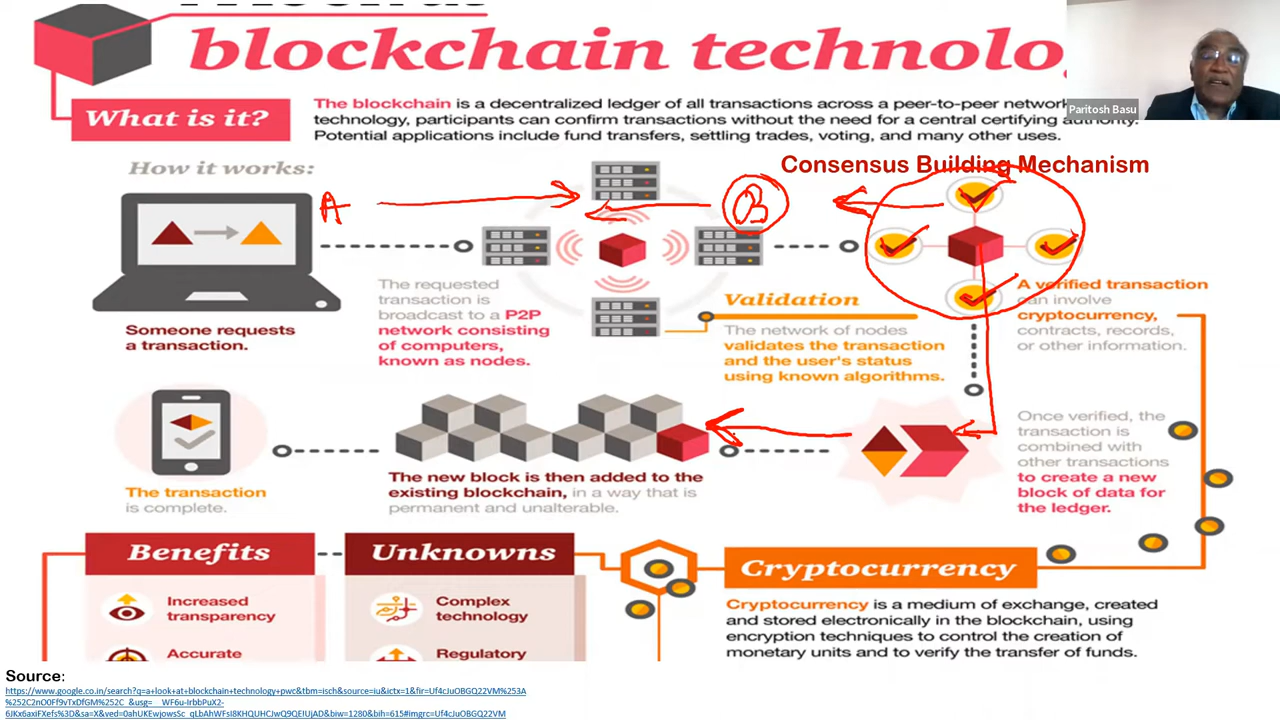 blockchain technolo
What is it?
The blockchain is a decentralized ledger of all transactions across a peer-to-peer network
technology, participants can confirm transactions without the need for a central certifying authority.
Potential applications include fund transfers, settling trades, voting, and many other uses.
Paritosh Basu
How it works:
Consensus Building Mechanism
A
B
Someone requests
a transaction.
The requested
transaction is
broadcast to a P2P
network consisting
of computers,
known as nodes.
Validation
The network of nodes
validates the transaction
and the user's status
using known algorithms.
A verified transaction
can involve
cryptocurrency,
contracts, records,
or other information.
Once verified, the
transaction is
combined with
other transactions
to create a new
block of data for
the ledger.
The new block is then added to the
existing blockchain, in a way that is
permanent and unalterable.
The transaction
is complete.
Benefits
Increased
transparency
Accurate
Unknowns
Complex
technology
Regulatory
Cryptocurrency
Cryptocurrency is a medium of exchange, created
and stored electronically in the blockchain, using
encryption techniques to control the creation of
monetary units and to verify the transfer of funds.
Source: